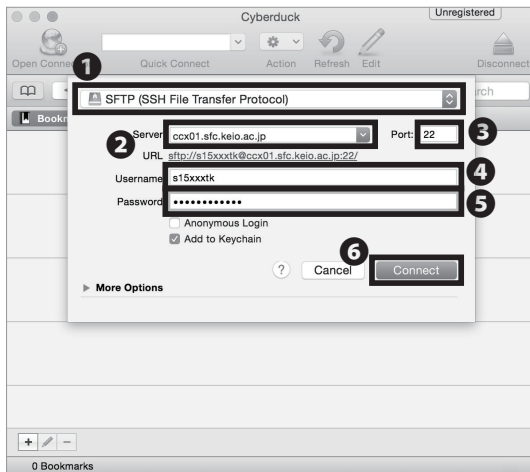 Cyberduck
Unregistered
Open Connec
Quick Connect
Action
Refresh
Edit
Disconnect
1
SFTP (SSH File Transfer Protocol)
rch
Bookn
2
Server
ccx01.sfc.keio.ac.jp
Port:
22
3
URL
sftp://s15xxxtk@ccx01.sfc.keio.ac.jp:22/
Username
s15xxxtk
4
Password
••••••••••••
5
Anonymous Login
Add to Keychain
6
?
Cancel
Connect
More Options
+
−
0 Bookmarks